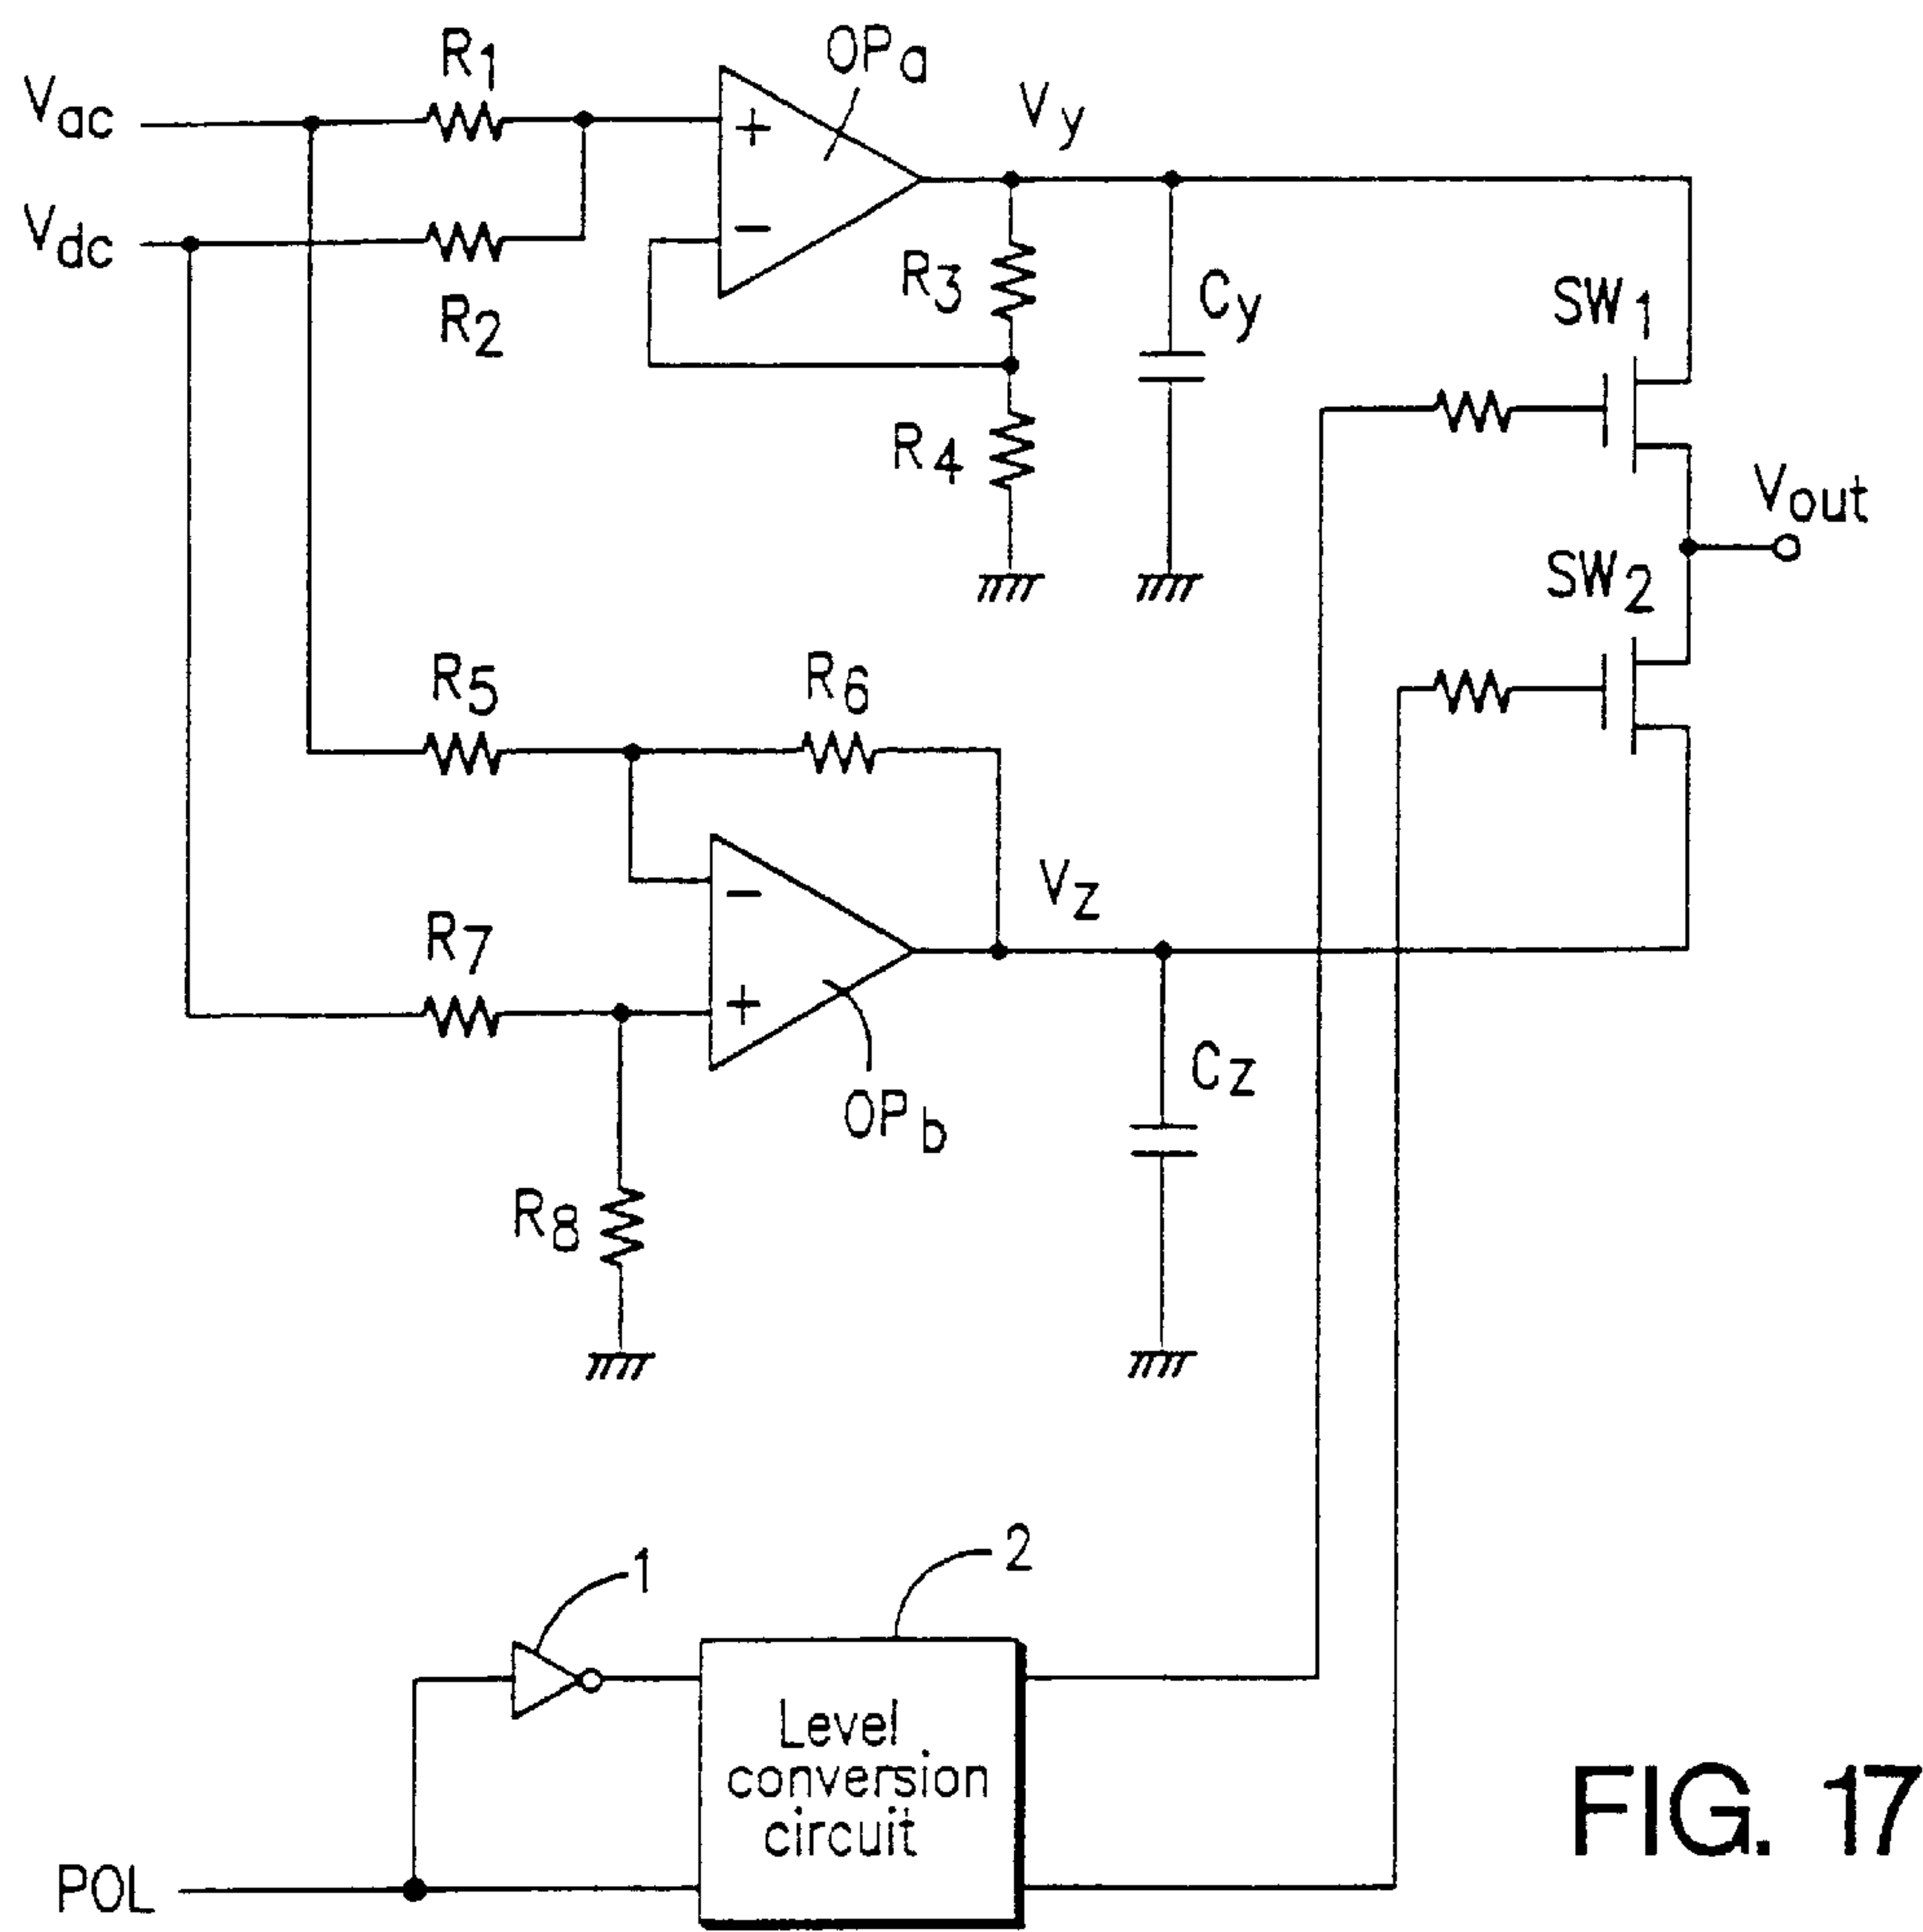 Vac
R1
OPa
Vy
Vdc
R2
+
−
R3
Cy
SW1
R4
Vout
SW2
R5
R6
−
Vz
R7
+
Cz
OPb
R8
1
2
Level
conversion
circuit
POL
FIG. 17